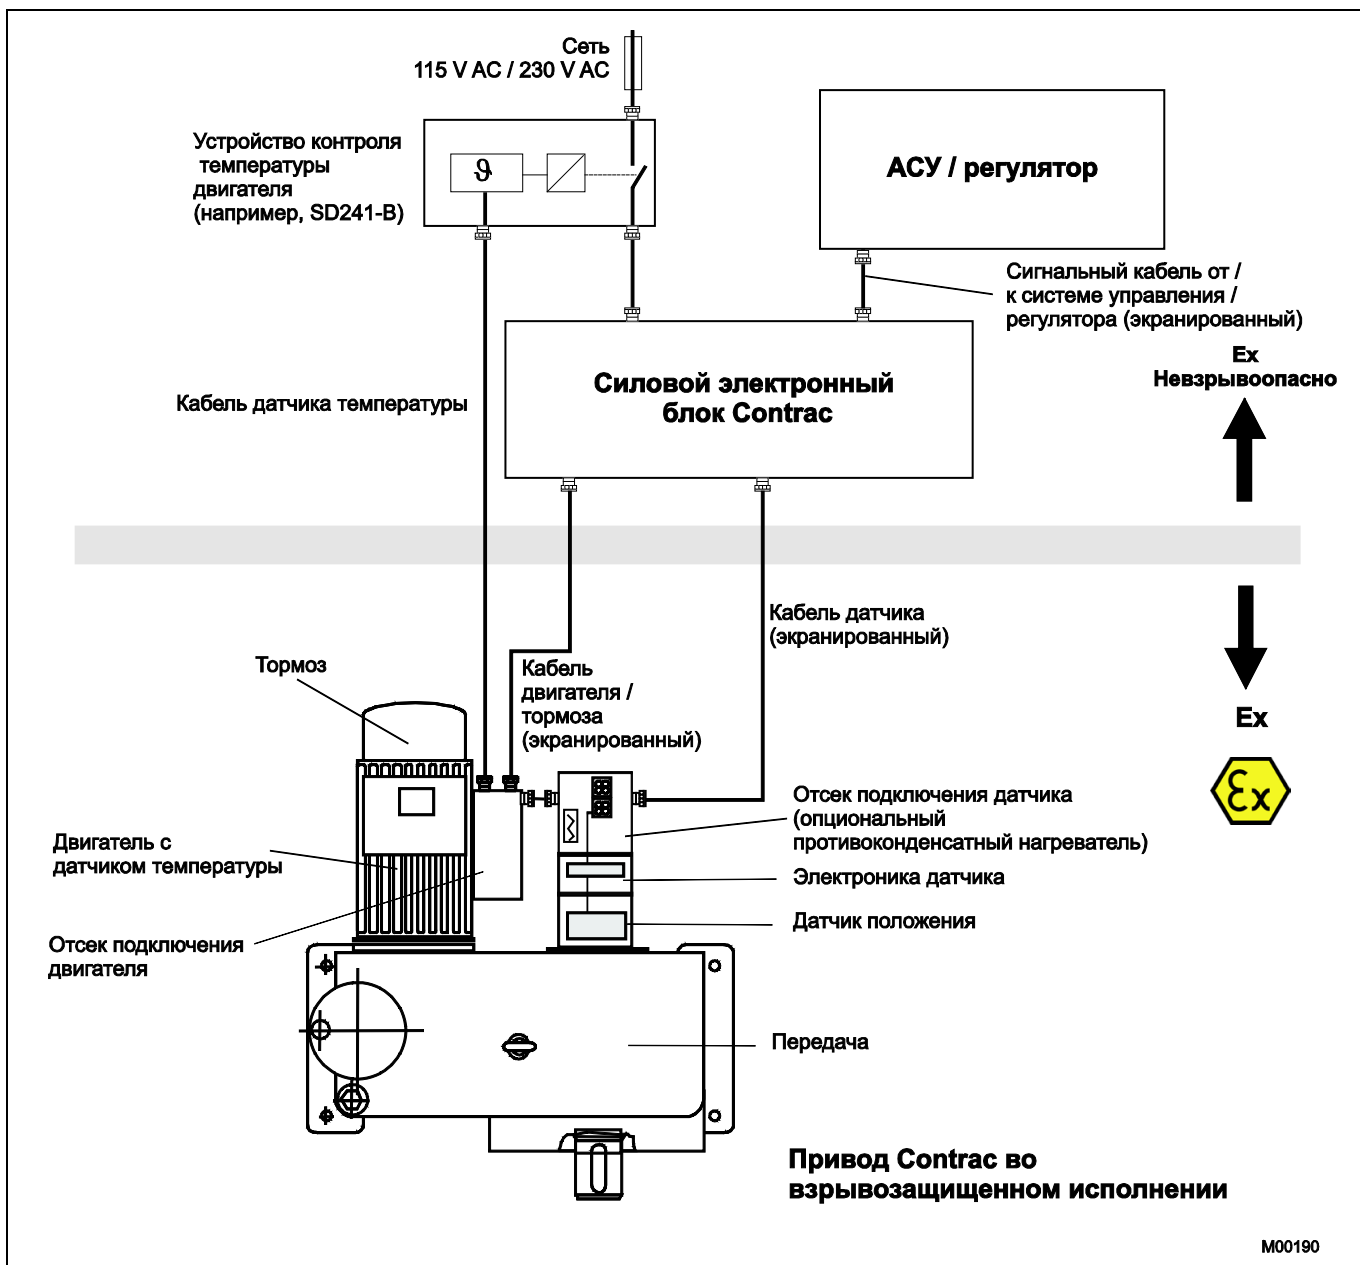 Сеть
115 V AC / 230 V AC
Устройство контроля
температуры
двигателя
(например, SD241-B)
ϑ
АСУ / регулятор
Сигнальный кабель от /
к системе управления /
регулятора (экранированный)
Ex
Невзрывоопасно
Силовой электронный
блок Contrac
Кабель датчика температуры
Кабель датчика
(экранированный)
Тормоз
Кабель
двигателя /
тормоза
(экранированный)
Ex
Ex
Отсек подключения датчика
(опциональный
противоконденсатный нагреватель)
Двигатель с
датчиком температуры
Электроника датчика
Датчик положения
Отсек подключения
двигателя
Передача
Привод Contrac во
взрывозащищенном исполнении
M00190